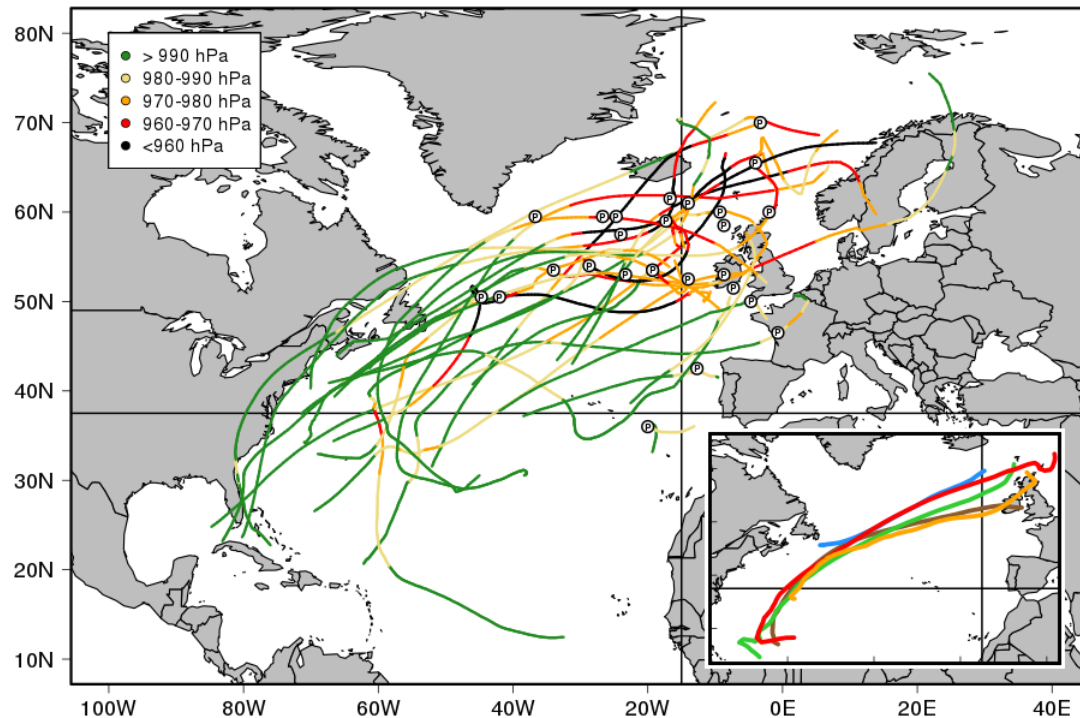 80N
> 990 hPa
980-990 hPa
970-980 hPa
960-970 hPa
<960 hPa
70N
P
P
P P
60N
P P P P P P
P
P
P P P P P P
P
50N
P P P
P
P
40N
P
30N
20N
10N
100W 80W 60W 40W 20W 0E 20E 40E